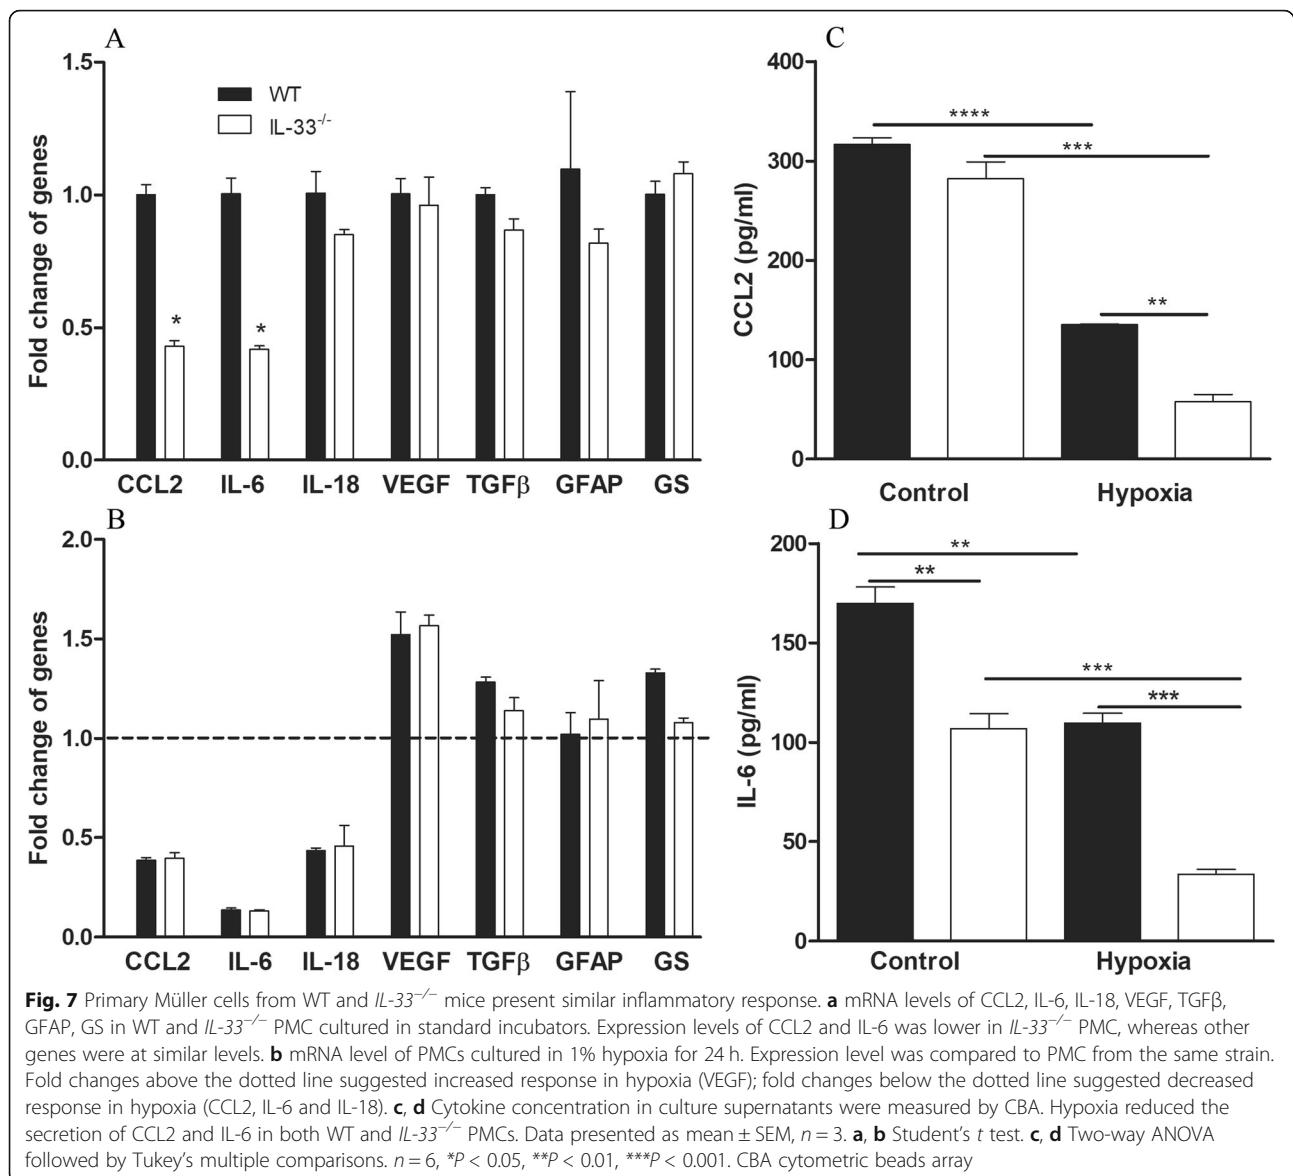 A
Fold change of genes
1.5
1.0
0.5
0.0
WT
IL-33-/-
*
*
CCL2 IL-6 IL-18 VEGF TGFβ GFAP GS
B
Fold change of genes
2.0
1.5
1.0
0.5
0.0
CCL2 IL-6 IL-18 VEGF TGFβ GFAP GS
C
CCL2 (pg/ml)
400
300
200
100
0
****
***
**
Control Hypoxia
D
IL-6 (pg/ml)
200
150
100
50
0
**
**
***
***
Control Hypoxia
Fig. 7 Primary Müller cells from WT and IL-33−/− mice present similar inflammatory response. a mRNA levels of CCL2, IL-6, IL-18, VEGF, TGFβ,
GFAP, GS in WT and IL-33−/− PMC cultured in standard incubators. Expression levels of CCL2 and IL-6 was lower in IL-33−/− PMC, whereas other
genes were at similar levels. b mRNA level of PMCs cultured in 1% hypoxia for 24 h. Expression level was compared to PMC from the same strain.
Fold changes above the dotted line suggested increased response in hypoxia (VEGF); fold changes below the dotted line suggested decreased
response in hypoxia (CCL2, IL-6 and IL-18). c, d Cytokine concentration in culture supernatants were measured by CBA. Hypoxia reduced the
secretion of CCL2 and IL-6 in both WT and IL-33−/− PMCs. Data presented as mean ± SEM, n = 3. a, b Student's t test. c, d Two-way ANOVA
followed by Tukey's multiple comparisons. n = 6, *P < 0.05, **P < 0.01, ***P < 0.001. CBA cytometric beads array